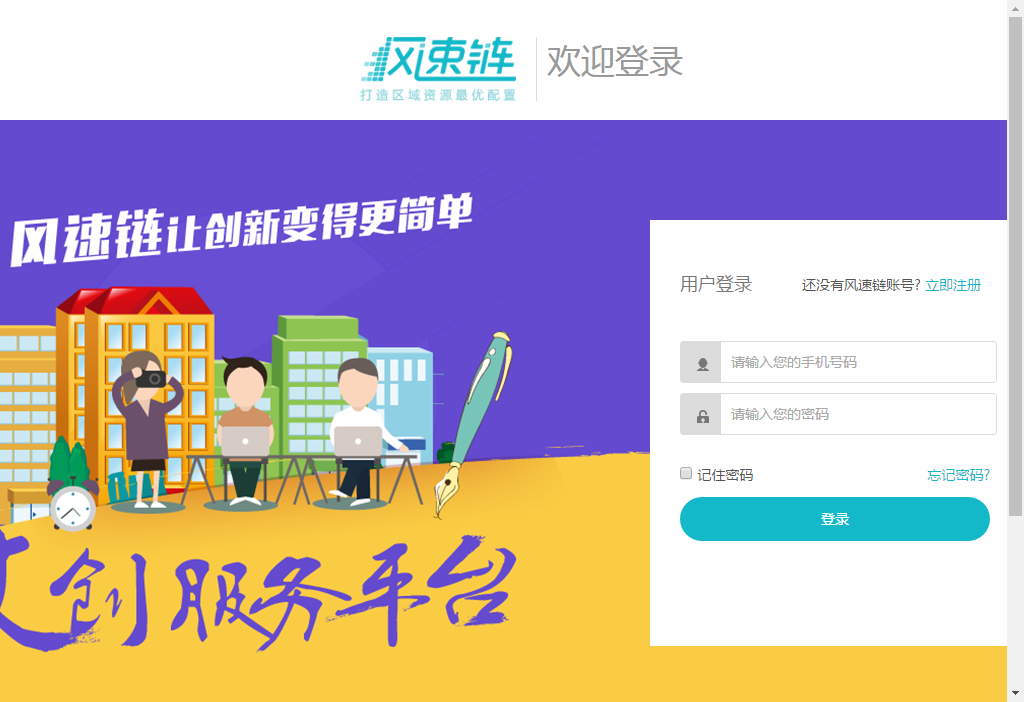 风速链
打造区域资源最优配置
欢迎登录
风速链让创新变得更简单
文创服务平台
用户登录
还没有风速链账号? 立即注册
请输入您的手机号码
请输入您的密码
记住密码
忘记密码?
登录